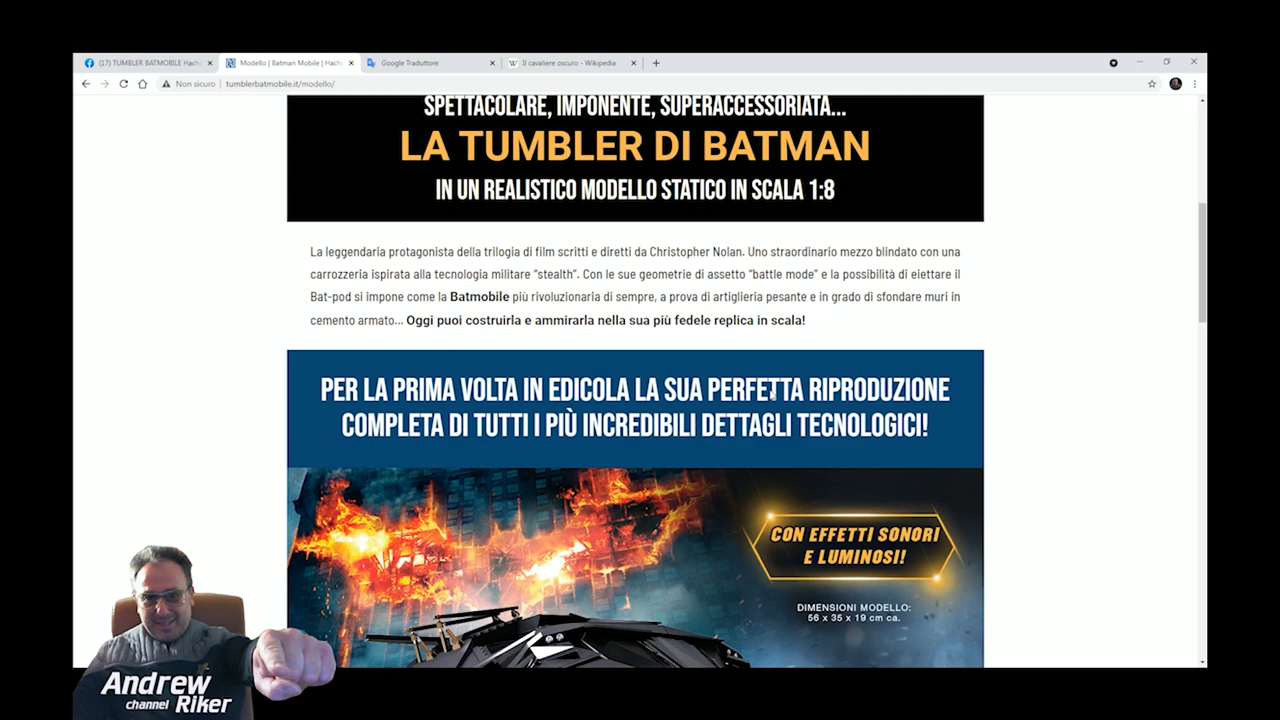 (17) TUMBLER BATMOBILE Hach
Modello | Batman Mobile | Hach
Google Traduttore
Il cavaliere oscuro - Wikipedia
Non sicuro
tumblerbatmobile.it/modello/
SPETTACOLARE, IMPONENTE, SUPERACCESSORIATA...
LA TUMBLER DI BATMAN
IN UN REALISTICO MODELLO STATICO IN SCALA 1:8
La leggendaria protagonista della trilogia di film scritti e diretti da Christopher Nolan. Uno straordinario mezzo blindato con una
carrozzeria ispirata alla tecnologia militare “stealth”. Con le sue geometrie di assetto “battle mode” e la possibilità di eiettare il
Bat-pod si impone come la Batmobile più rivoluzionaria di sempre, a prova di artiglieria pesante e in grado di sfondare muri in
cemento armato... Oggi puoi costruirla e ammirarla nella sua più fedele replica in scala!
PER LA PRIMA VOLTA IN EDICOLA LA SUA PERFETTA RIPRODUZIONE
COMPLETA DI TUTTI I PIÙ INCREDIBILI DETTAGLI TECNOLOGICI!
CON EFFETTI SONORI
E LUMINOSI!
DIMENSIONI MODELLO:
56 x 35 x 19 cm ca.
Andrew
channel Riker